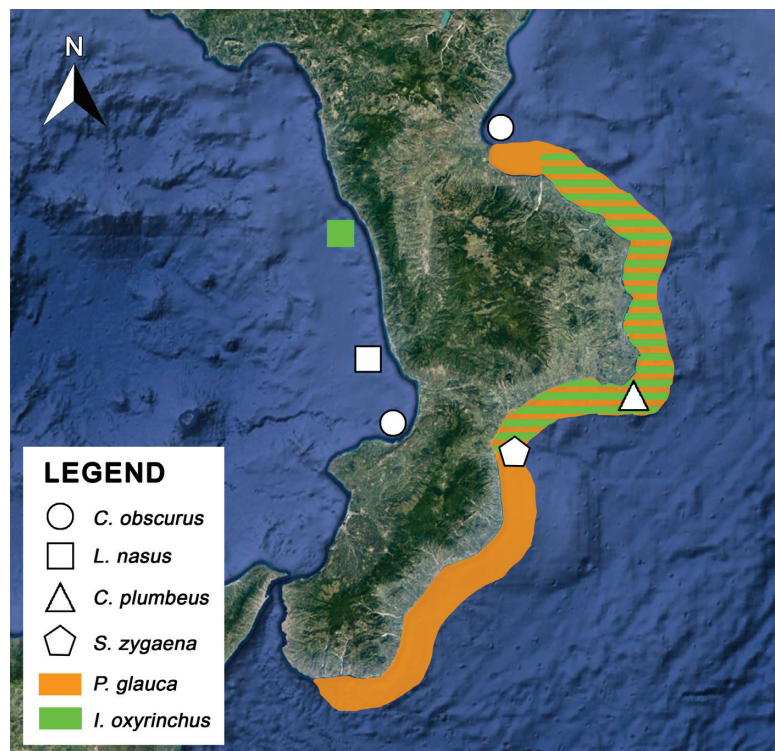 N
LEGEND
C. obscurus
L. nasus
C. plumbeus
S. zygaena
P. glauca
I. oxyrinchus